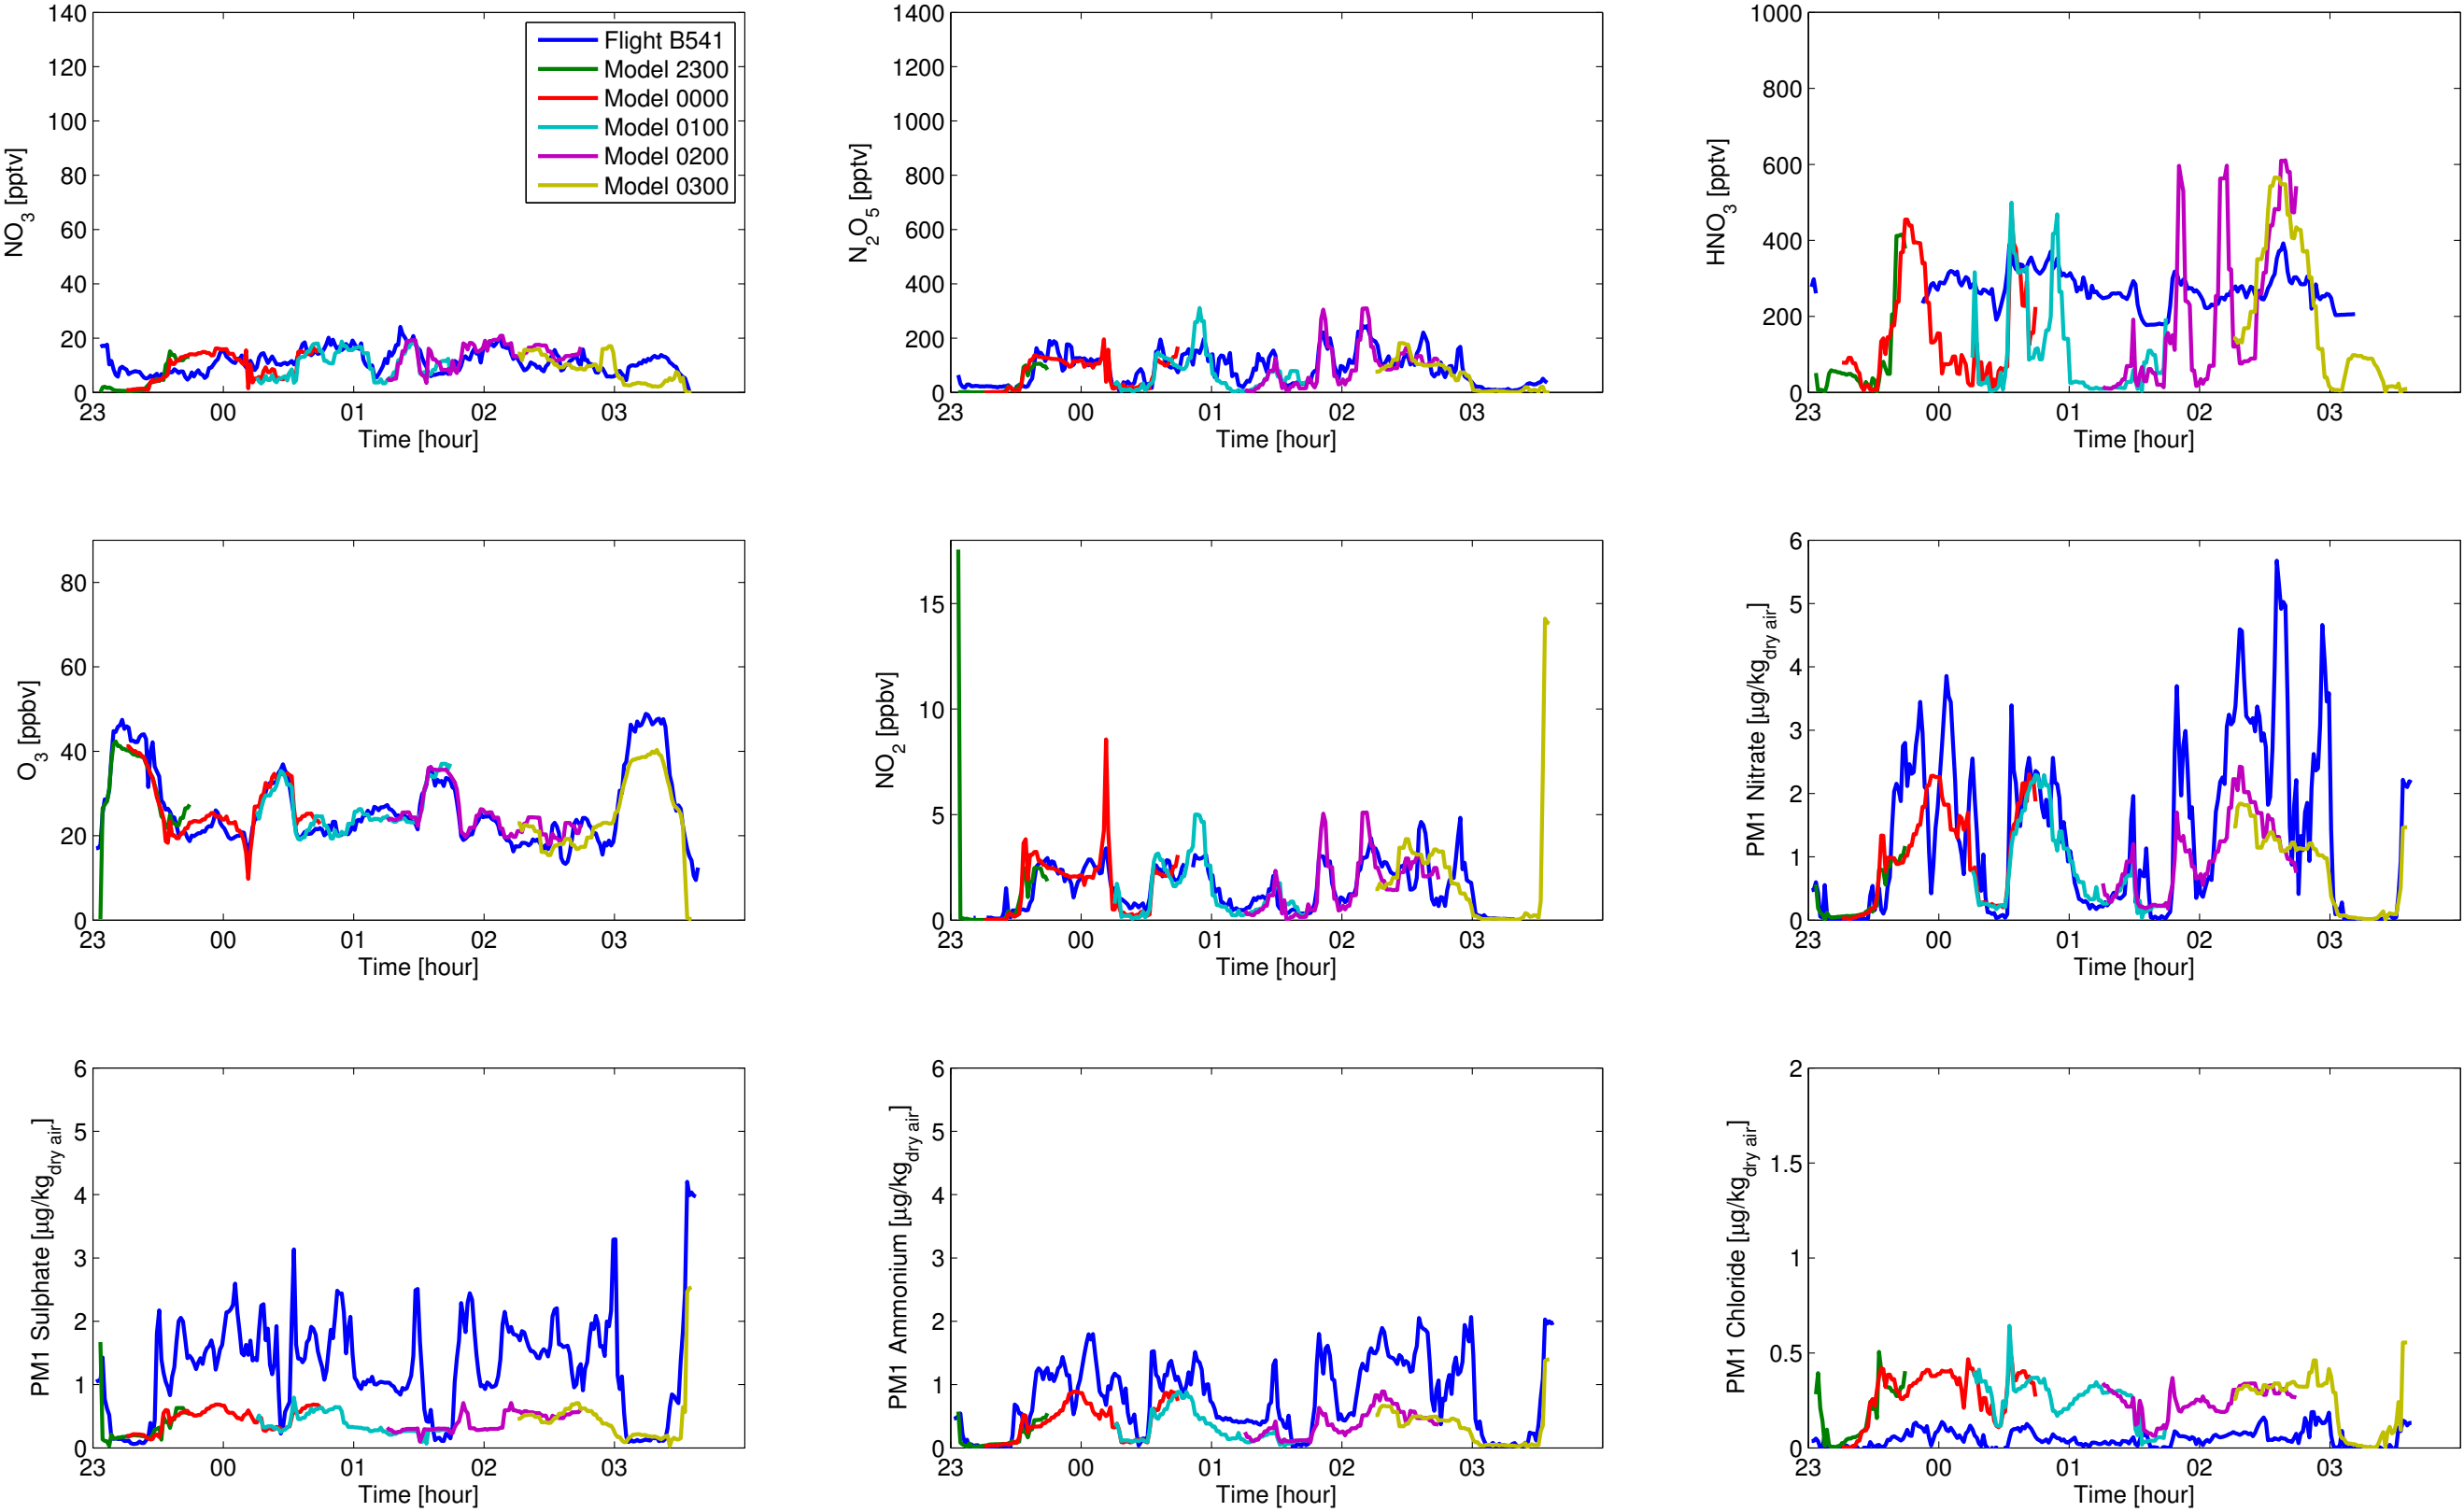 NO3 [pptv]
140
120
100
80
60
40
20
0
23 00 01 02 03
Time [hour]
Flight B541
Model 2300
Model 0000
Model 0100
Model 0200
Model 0300
N2O5 [pptv]
1400
1200
1000
800
600
400
200
0
23 00 01 02 03
Time [hour]
HNO3 [pptv]
1000
800
600
400
200
0
23 00 01 02 03
Time [hour]
O3 [ppbv]
80
60
40
20
0
23 00 01 02 03
Time [hour]
NO2 [ppbv]
15
10
5
0
23 00 01 02 03
Time [hour]
PM1 Nitrate [µg/kgdry air]
6
5
4
3
2
1
0
23 00 01 02 03
Time [hour]
PM1 Sulphate [µg/kgdry air]
6
5
4
3
2
1
0
23 00 01 02 03
Time [hour]
PM1 Ammonium [µg/kgdry air]
6
5
4
3
2
1
0
23 00 01 02 03
Time [hour]
PM1 Chloride [µg/kgdry air]
2
1.5
1
0.5
0
23 00 01 02 03
Time [hour]